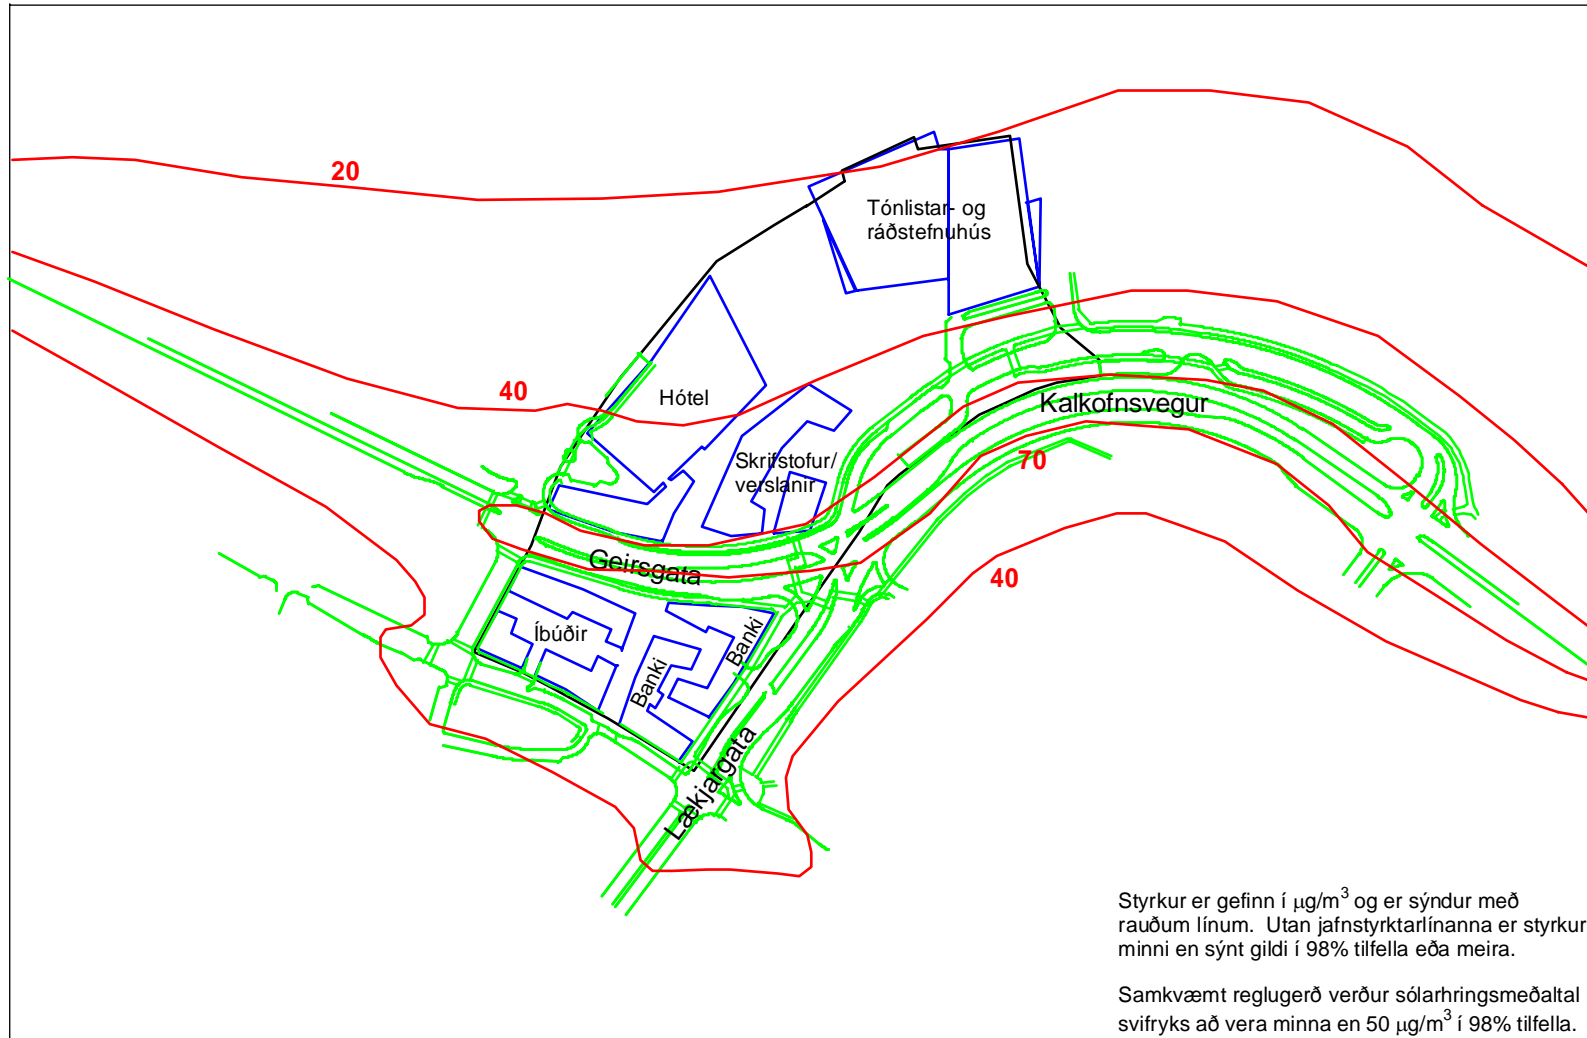 20
Tónlistar- og
ráðstefnuhús
40
Hótel
Kalkofnsvegur
Skrifstofur/
verslanir
70
Geirsgata
40
Íbúðir
Banki
Banki
Lækjargata
Styrkur er gefinn í µg/m³ og er sýndur með
rauðum línum. Utan jafnstyrktarlínanna er styrkur
minni en sýnt gildi í 98% tilfella eða meira.
Samkvæmt reglugerð verður sólarhringsmeðaltal
svifryks að vera minna en 50 µg/m³ í 98% tilfella.